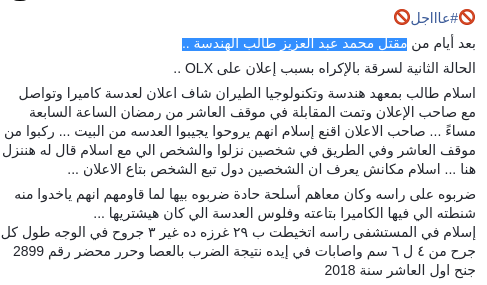 🚫#عاااجل🚫
بعد أيام من مقتل محمد عبد العزيز طالب الهندسة ..
الحالة الثانية لسرقة بالإكراه بسبب إعلان على OLX ..
اسلام طالب بمعهد هندسة وتكنولوجيا الطيران شاف اعلان لعدسة كاميرا وتواصل
مع صاحب الإعلان وتمت المقابلة في موقف العاشر من رمضان الساعة السابعة
مساءً ... صاحب الاعلان اقنع إسلام انهم يروحوا يجيبوا العدسه من البيت ... ركبوا من
موقف العاشر وفي الطريق في شخصين نزلوا والشخص الي مع اسلام قال له هننزل
هنا ... اسلام مكانش يعرف ان الشخصين دول تبع الشخص بتاع الاعلان ...
ضربوه على راسه وكان معاهم أسلحة حادة ضربوه بيها لما قاومهم انهم ياخدوا منه
شنطته الي فيها الكاميرا بتاعته وفلوس العدسة الي كان هيشتريها ...
إسلام في المستشفى راسه اتخيطت ب ٢٩ غرزه ده غير ٣ جروح في الوجه طول كل
جرح من ٤ ل ٦ سم واصابات في إيده نتيجة الضرب بالعصا وحرر محضر رقم 2899
جنح اول العاشر سنة 2018